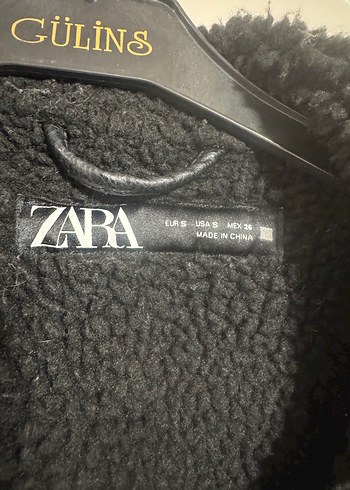 GÜLİNS
ZARA
EUR S USA S MEX 26
MADE IN CHINA